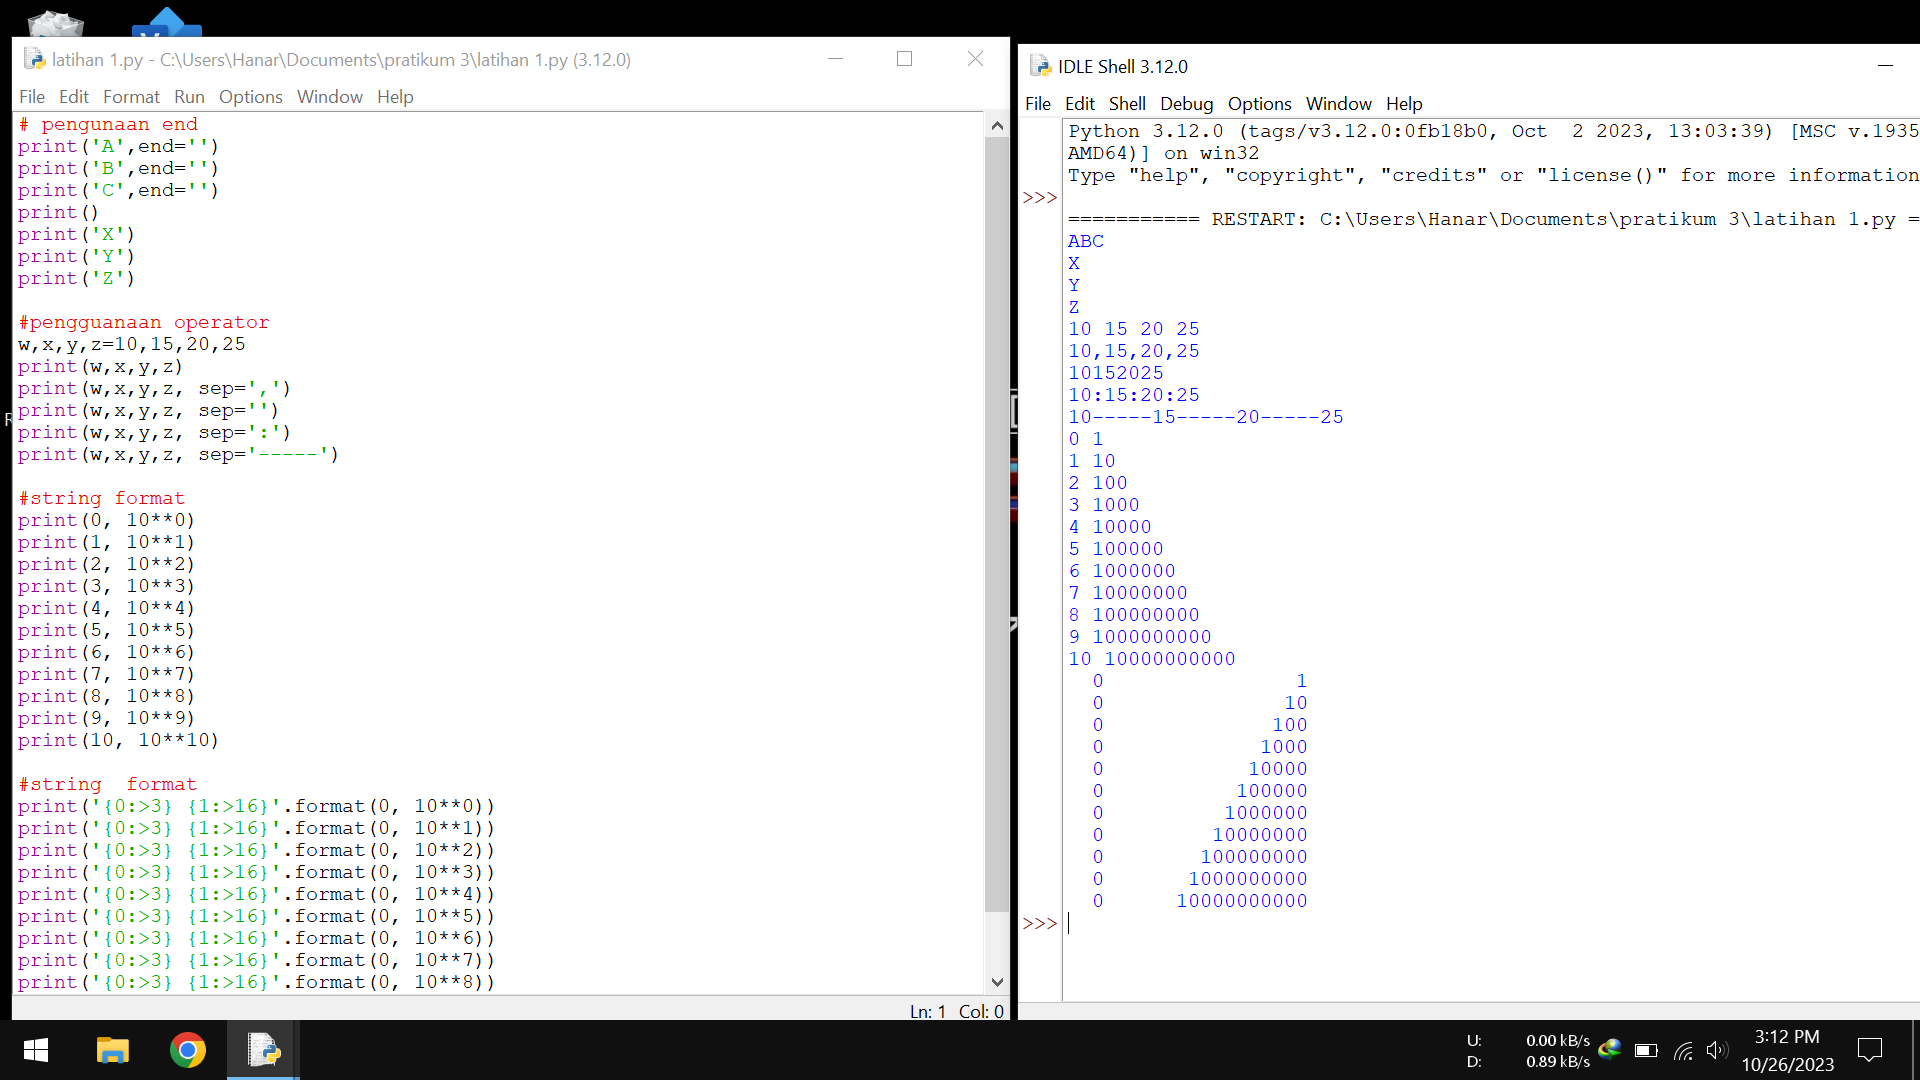 latihan 1.py - C:\Users\Hanar\Documents\pratikum 3\latihan 1.py (3.12.0)
File Edit Format Run Options Window Help
# pengunaan end
print('A',end='')
print('B',end='')
print('C',end='')
print()
print('X')
print('Y')
print('Z')
#pengguanaan operator
w,x,y,z=10,15,20,25
print(w,x,y,z)
print(w,x,y,z, sep=',')
print(w,x,y,z, sep='')
print(w,x,y,z, sep=':')
print(w,x,y,z, sep='-----')
#string format
print(0, 10**0)
print(1, 10**1)
print(2, 10**2)
print(3, 10**3)
print(4, 10**4)
print(5, 10**5)
print(6, 10**6)
print(7, 10**7)
print(8, 10**8)
print(9, 10**9)
print(10, 10**10)
#string  format
print('{0:>3} {1:>16}'.format(0, 10**0))
print('{0:>3} {1:>16}'.format(0, 10**1))
print('{0:>3} {1:>16}'.format(0, 10**2))
print('{0:>3} {1:>16}'.format(0, 10**3))
print('{0:>3} {1:>16}'.format(0, 10**4))
print('{0:>3} {1:>16}'.format(0, 10**5))
print('{0:>3} {1:>16}'.format(0, 10**6))
print('{0:>3} {1:>16}'.format(0, 10**7))
print('{0:>3} {1:>16}'.format(0, 10**8))
Ln: 1 Col: 0
IDLE Shell 3.12.0
File Edit Shell Debug Options Window Help
Python 3.12.0 (tags/v3.12.0:0fb18b0, Oct  2 2023, 13:03:39) [MSC v.1935
AMD64)] on win32
Type "help", "copyright", "credits" or "license()" for more information
>>>
=========== RESTART: C:\Users\Hanar\Documents\pratikum 3\latihan 1.py =
ABC
X
Y
Z
10 15 20 25
10,15,20,25
10152025
10:15:20:25
10-----15-----20-----25
0 1
1 10
2 100
3 1000
4 10000
5 100000
6 1000000
7 10000000
8 100000000
9 1000000000
10 10000000000
  0                1
  0               10
  0              100
  0             1000
  0            10000
  0           100000
  0          1000000
  0         10000000
  0        100000000
  0       1000000000
  0      10000000000
>>>
U: 0.00 kB/s
D: 0.89 kB/s
3:12 PM
10/26/2023